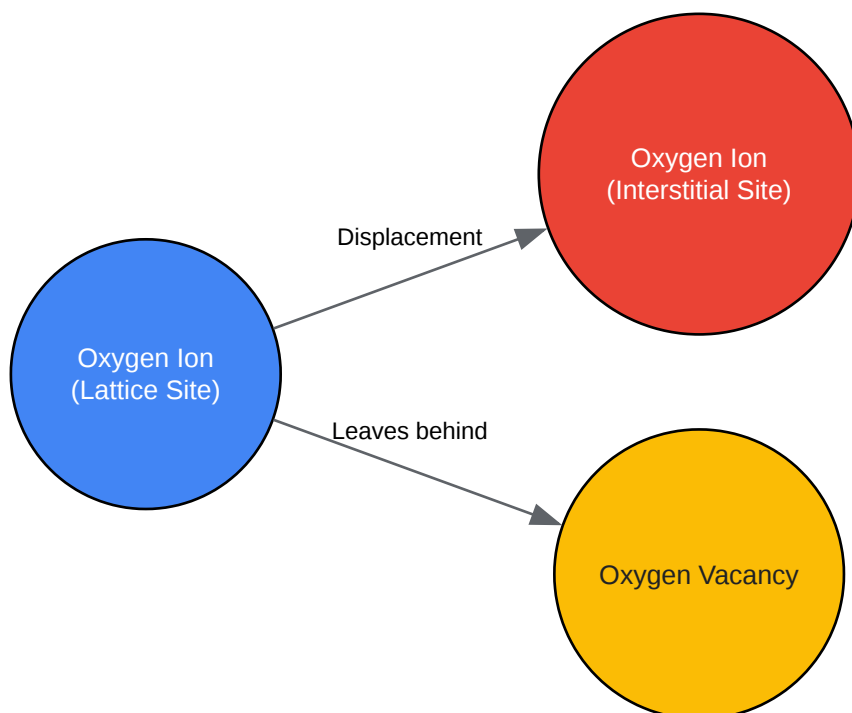 Oxygen Ion
(Interstitial Site)
Displacement
Oxygen Ion
(Lattice Site)
Leaves behind
Oxygen Vacancy